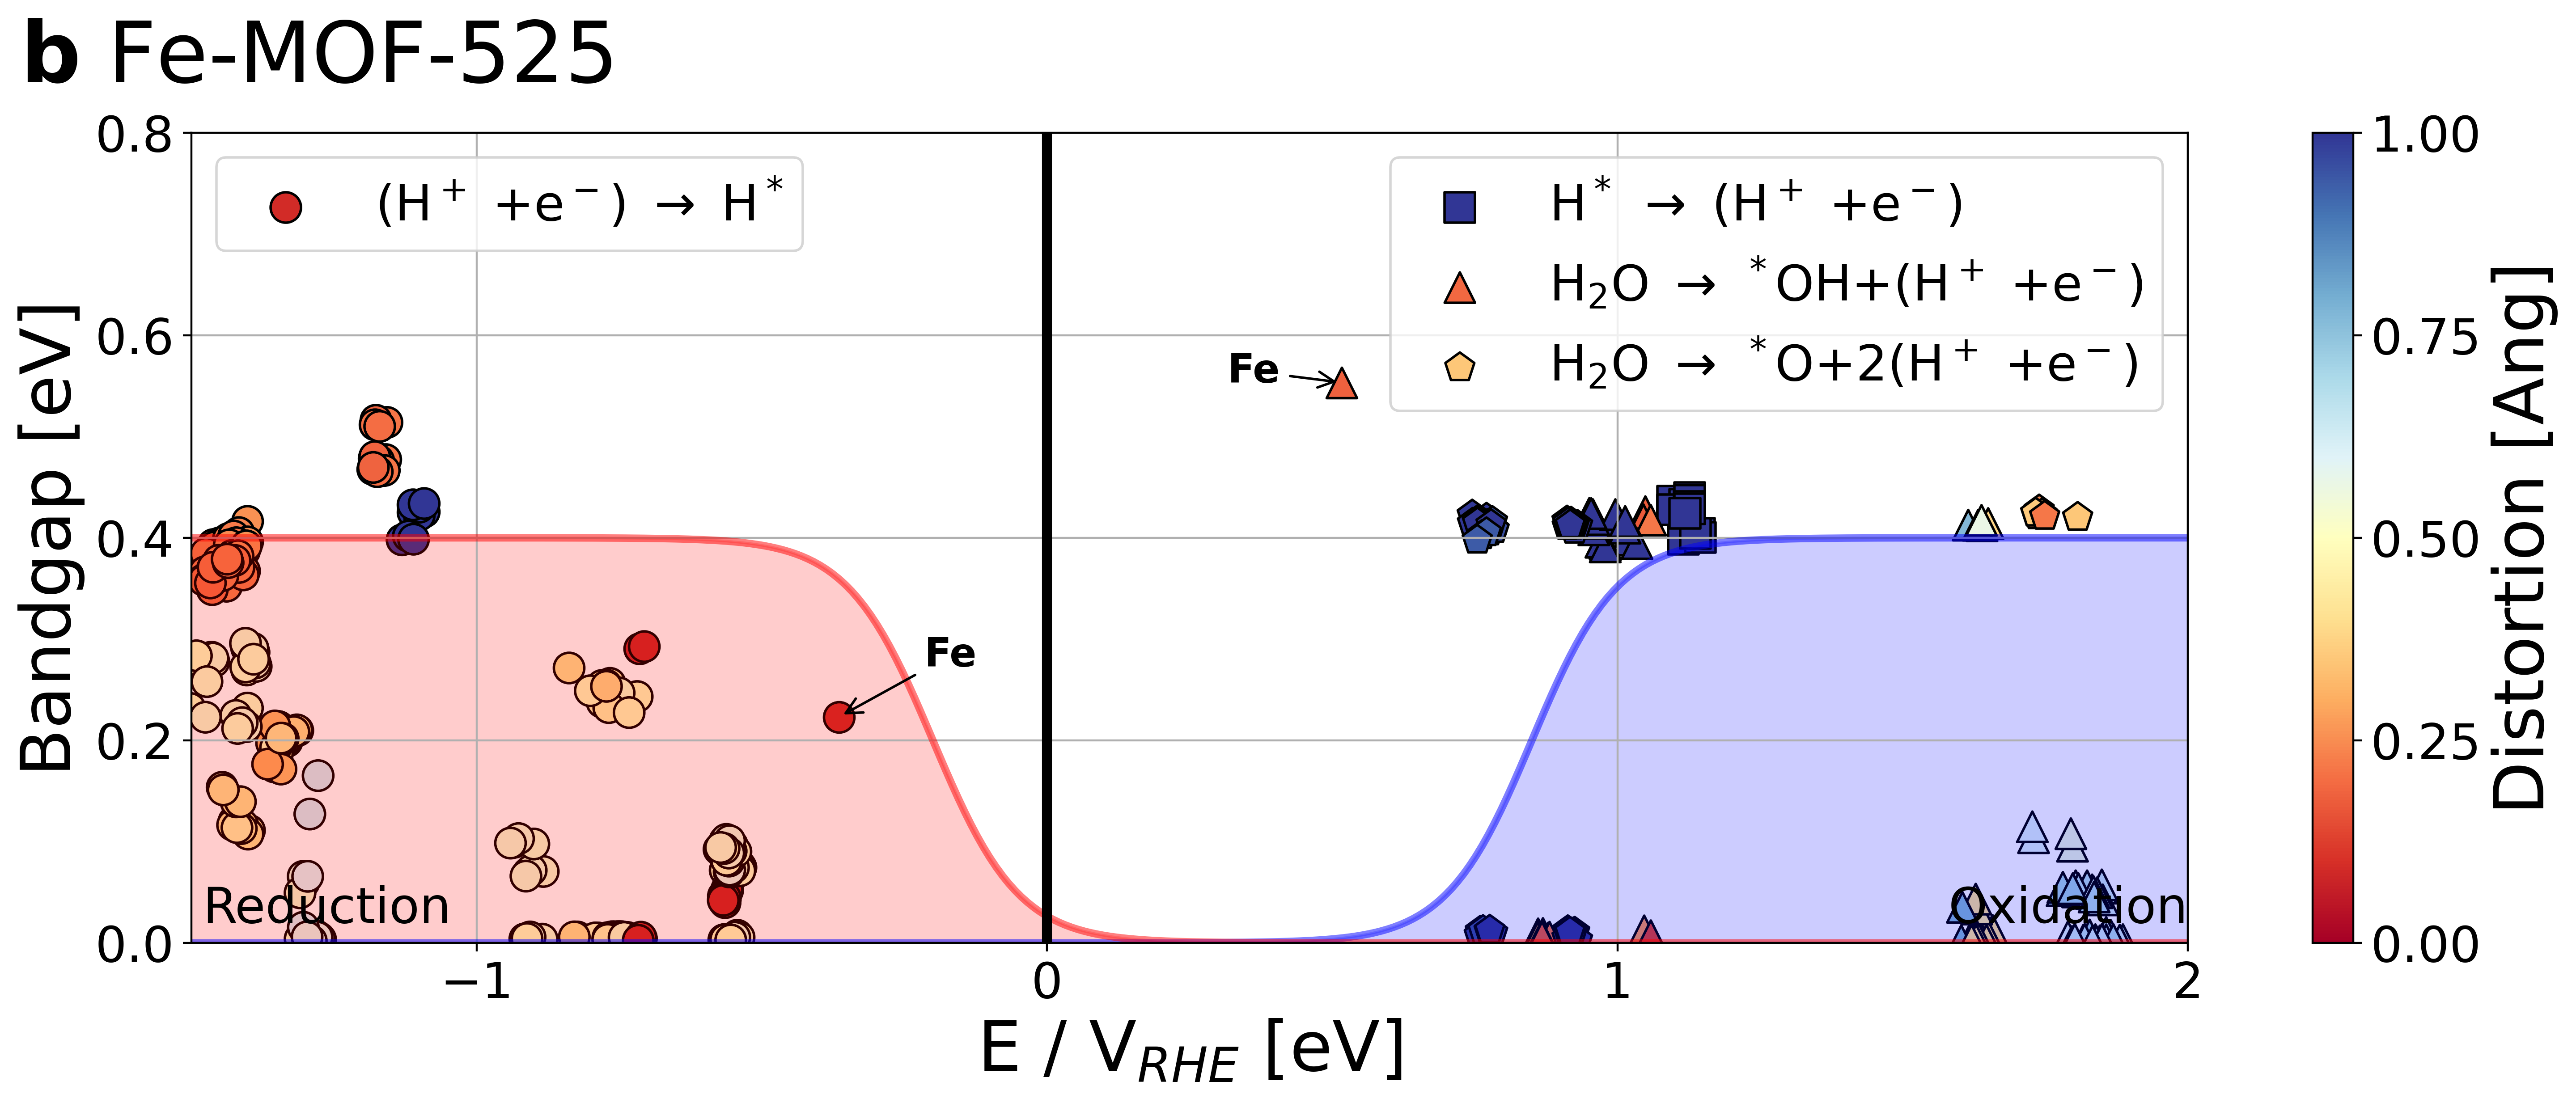 b Fe-MOF-525
Bandgap [eV]
0.8
0.6
0.4
0.2
0.0
(H⁺ +e⁻) → H*
H* → (H⁺ +e⁻)
H₂O → *OH+(H⁺ +e⁻)
H₂O → *O+2(H⁺ +e⁻)
Fe
Fe
Reduction
Oxidation
−1
0
1
2
E / V_RHE [eV]
1.00
0.75
0.50
0.25
0.00
Distortion [Ang]